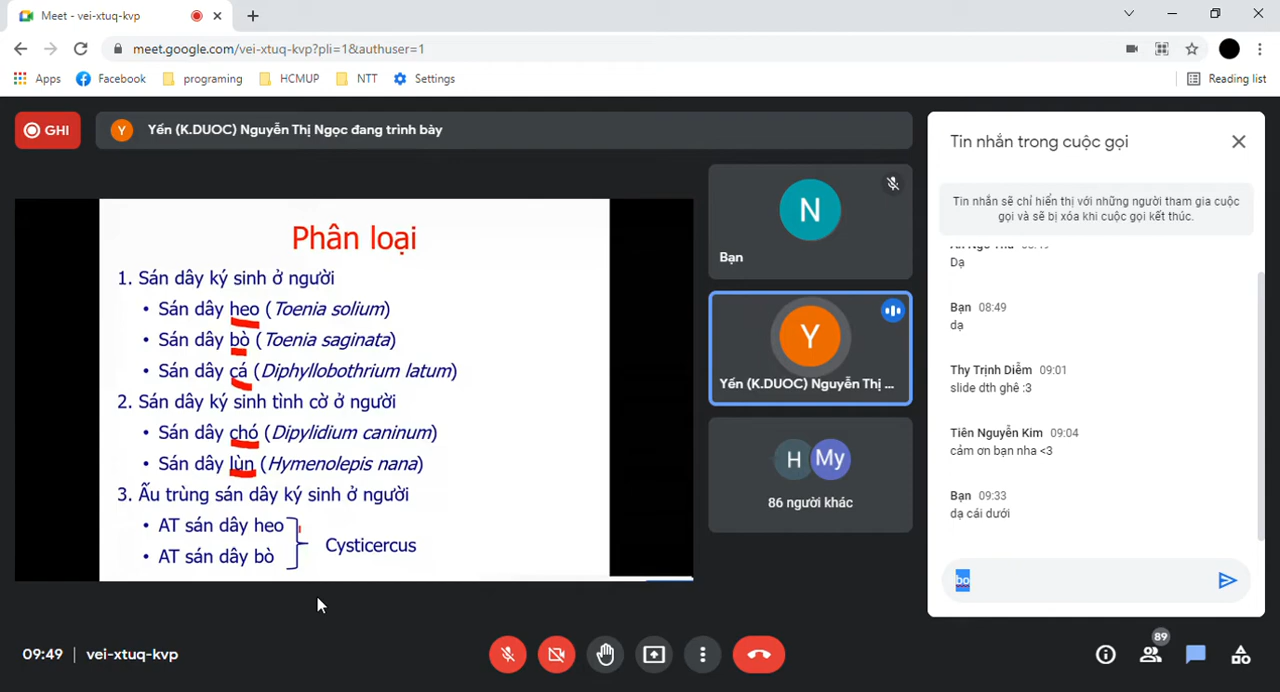 Meet - vei-xtuq-kvp
meet.google.com/vei-xtuq-kvp?pli=1&authuser=1
Apps Facebook programing HCMUP NTT Settings Reading list
GHI
Y Yến (K.DUOC) Nguyễn Thị Ngọc đang trình bày
Phân loại
1. Sán dây ký sinh ở người
• Sán dây heo (Toenia solium)
• Sán dây bò (Toenia saginata)
• Sán dây cá (Diphyllobothrium latum)
2. Sán dây ký sinh tình cờ ở người
• Sán dây chó (Dipylidium caninum)
• Sán dây lùn (Hymenolepis nana)
3. Ấu trùng sán dây ký sinh ở người
• AT sán dây heo
• AT sán dây bò
Cysticercus
N
Bạn
Y
Yến (K.DUOC) Nguyễn Thị ...
H My
86 người khác
Tin nhắn trong cuộc gọi
Tin nhắn sẽ chỉ hiển thị với những người tham gia cuộc
gọi và sẽ bị xóa khi cuộc gọi kết thúc.
Dạ
Bạn 08:49
dạ
Thy Trịnh Diễm 09:01
slide dth ghê :3
Tiên Nguyễn Kim 09:04
cảm ơn bạn nha <3
Bạn 09:33
dạ cái dưới
bo
09:49 | vei-xtuq-kvp
89